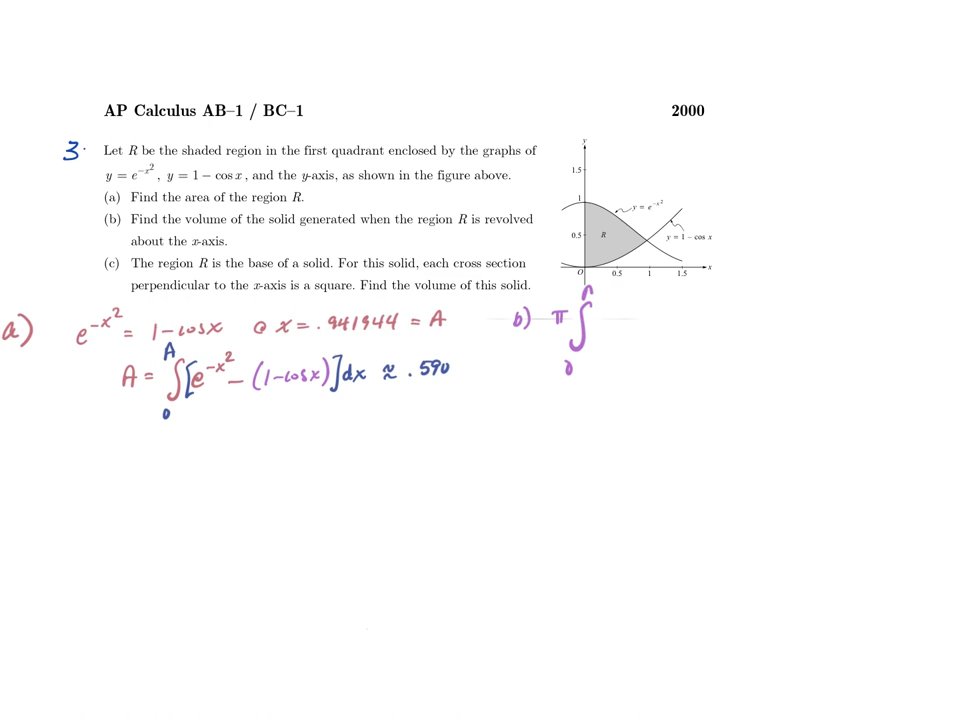 AP Calculus AB–1 / BC–1 2000
3. Let R be the shaded region in the first quadrant enclosed by the graphs of
y = e^{-x^2}, y = 1 − cos x, and the y-axis, as shown in the figure above.
(a) Find the area of the region R.
(b) Find the volume of the solid generated when the region R is revolved
about the x-axis.
(c) The region R is the base of a solid. For this solid, each cross section
perpendicular to the x-axis is a square. Find the volume of this solid.
y
1.5
1
0.5
O
0.5 1 1.5 x
R
y = e^{-x^2}
y = 1 − cos x
a) e^{-x^2} = 1-cosx @ x = .941944 = A
A = ∫_0^A [e^{-x^2} - (1-cosx)]dx ≈ .590
b) π ∫_0